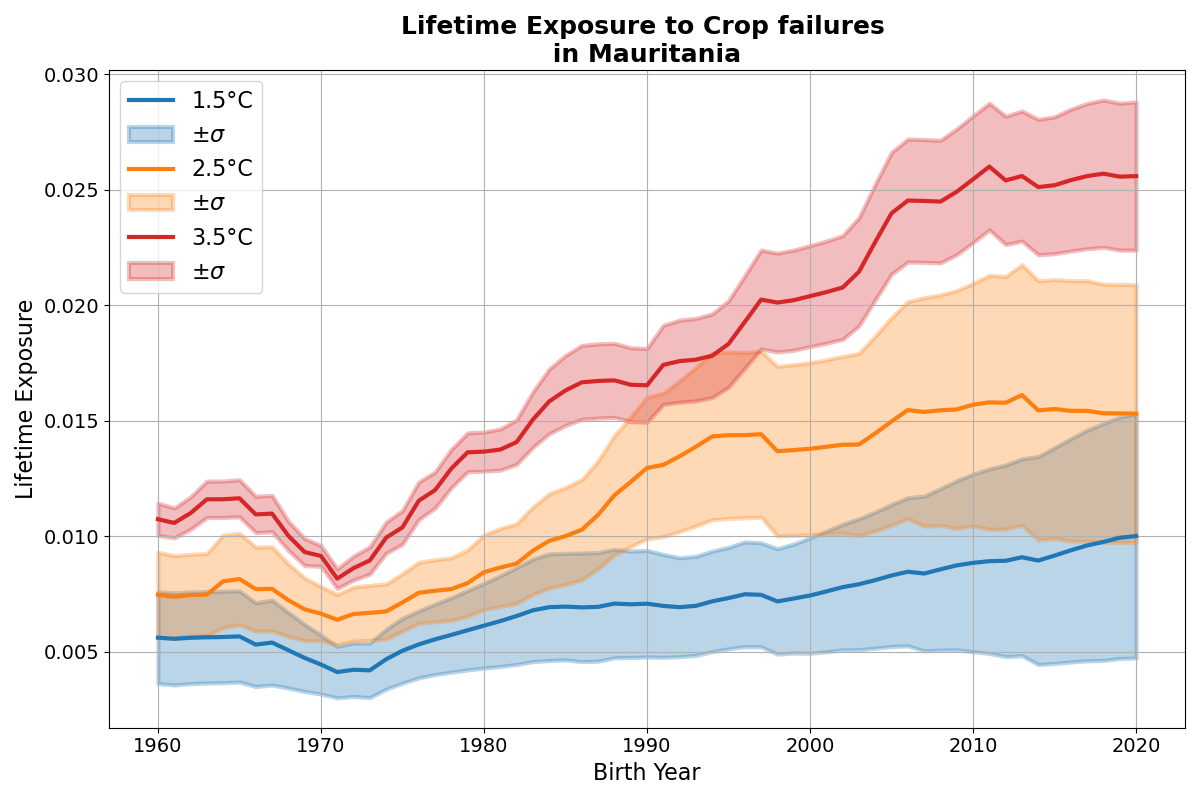 Lifetime Exposure to Crop failures
in Mauritania
Lifetime Exposure
0.030
0.025
0.020
0.015
0.010
0.005
1.5°C
±σ
2.5°C
±σ
3.5°C
±σ
1960 1970 1980 1990 2000 2010 2020
Birth Year